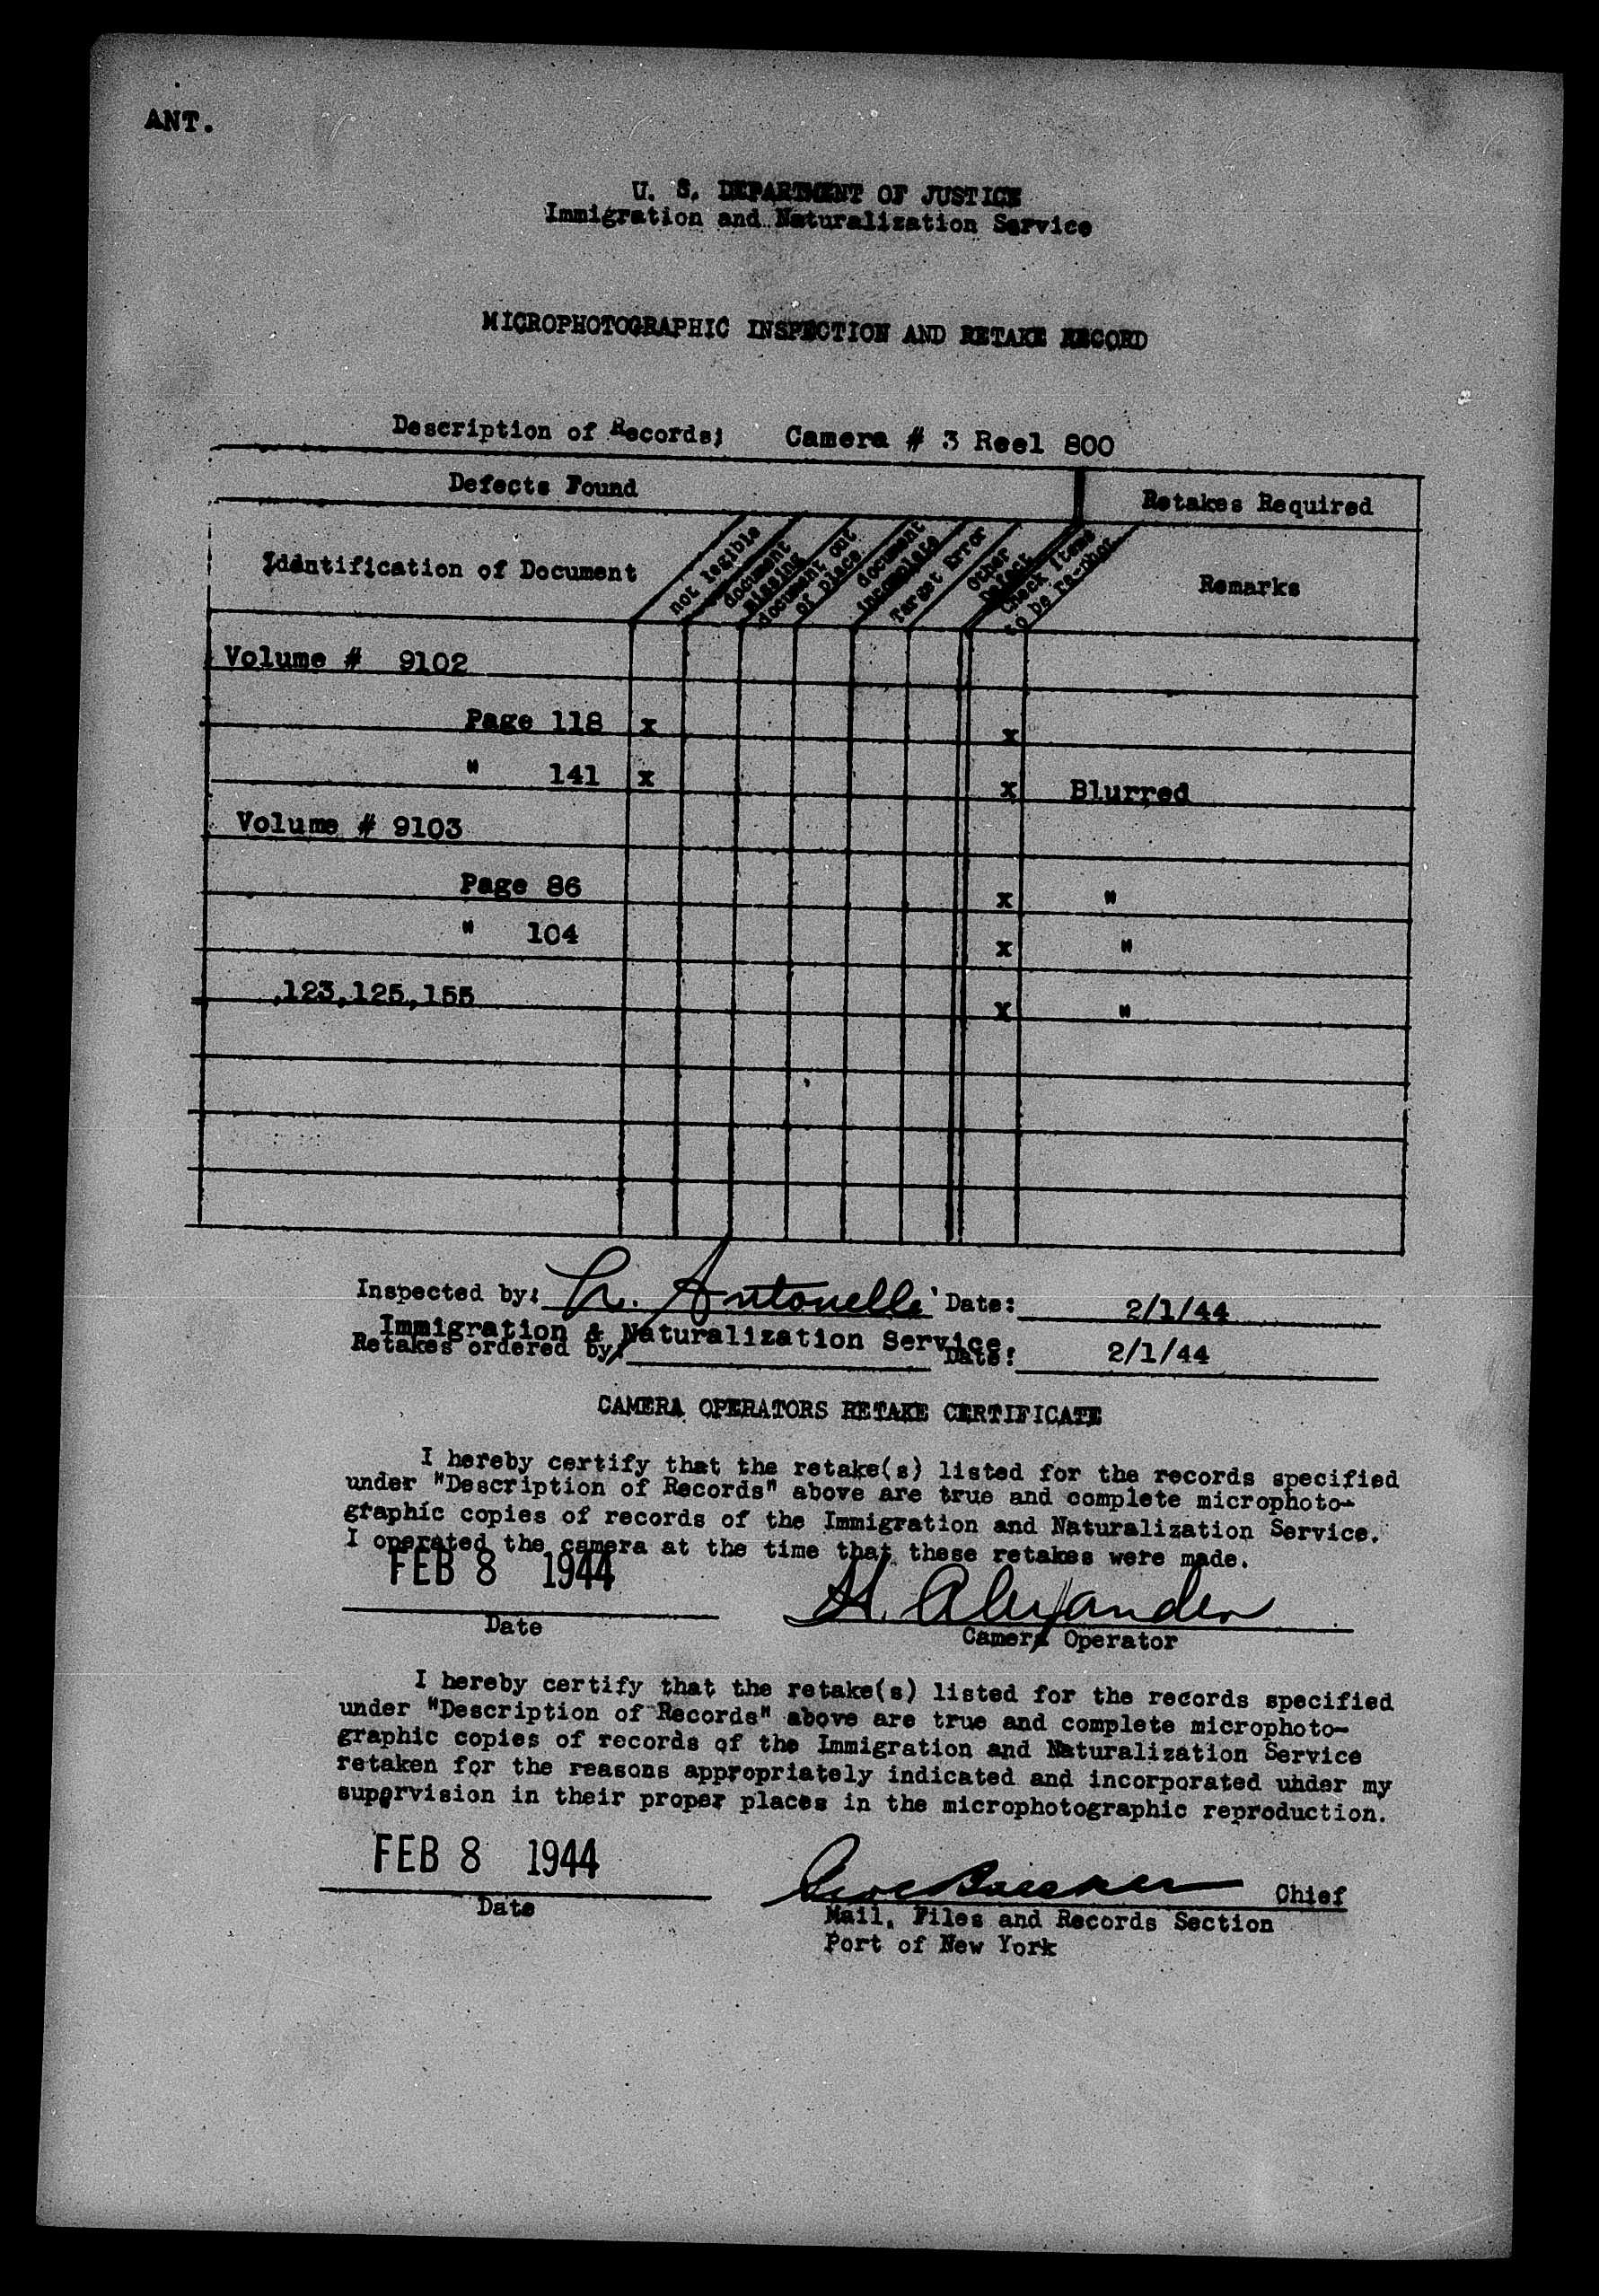 ANT.
U. S. DEPARTMENT OF JUSTICE
Immigration and Naturalization Service
MICROPHOTOGRAPHIC INSPECTION AND RETAKE RECORD
Description of Records; Camera # 3 Reel 800
Defects Found
Retakes Required
Identification of Document
not legible
document missing
document out of place
document incomplete
Target Error
Other Defect
Check items to be re-phot
Remarks
Volume # 9102
Page 118 x x
" 141 x x Blurred
Volume # 9103
Page 86 x "
" 104 x "
,123,125,155 x "
Inspected by: Antonelli Date: 2/1/44
Immigration & Naturalization Service.
Retakes ordered by: Date: 2/1/44
CAMERA OPERATORS RETAKE CERTIFICATE
I hereby certify that the retake(s) listed for the records specified
under "Description of Records" above are true and complete microphoto-
graphic copies of records of the Immigration and Naturalization Service.
I operated the camera at the time that these retakes were made.
FEB 8 1944
H. Alexander
Date
Camera Operator
I hereby certify that the retake(s) listed for the records specified
under "Description of Records" above are true and complete microphoto-
graphic copies of records of the Immigration and Naturalization Service
retaken for the reasons appropriately indicated and incorporated under my
supervision in their proper places in the microphotographic reproduction.
FEB 8 1944
Chief
Date
Mail, Files and Records Section
Port of New York